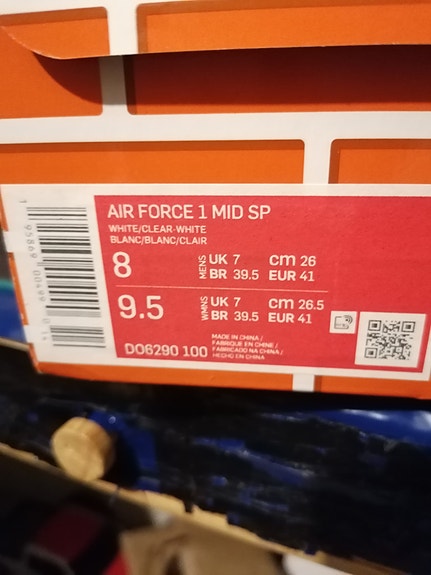 AIR FORCE 1 MID SP
WHITE/CLEAR-WHITE
BLANC/BLANC/CLAIR
8 MENS UK 7 cm 26
BR 39.5 EUR 41
9.5 WMNS UK 7 cm 26.5
BR 39.5 EUR 41
DO6290 100
MADE IN CHINA /
FABRIQUE EN CHINE /
FABRICADO NA CHINA /
HECHO EN CHINA